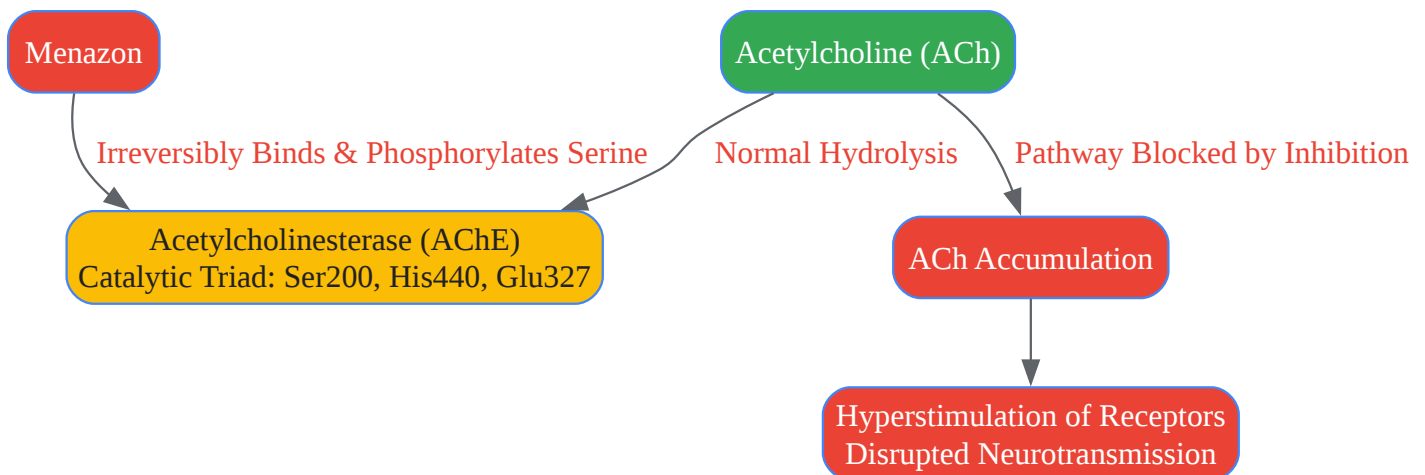 Menazon
Acetylcholine (ACh)
Irreversibly Binds & Phosphorylates Serine
Normal Hydrolysis
Pathway Blocked by Inhibition
Acetylcholinesterase (AChE)
Catalytic Triad: Ser200, His440, Glu327
ACh Accumulation
Hyperstimulation of Receptors
Disrupted Neurotransmission